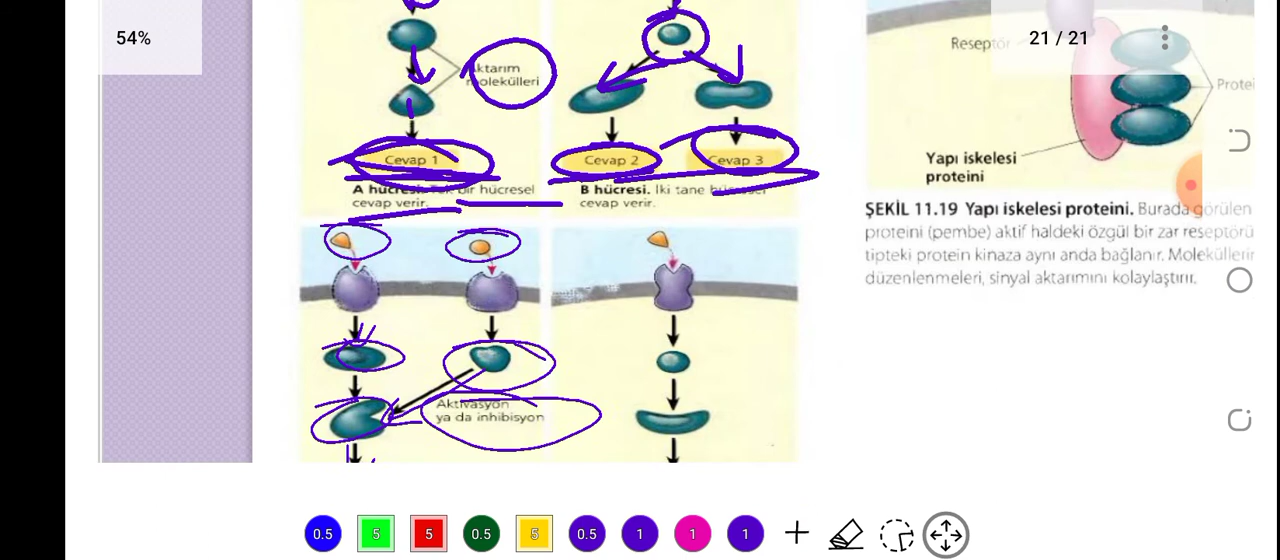 54%
21 / 21
Aktarım
molekülleri
Cevap 1
Cevap 2
Cevap 3
A hücresi. Tek bir hücresel
cevap verir.
B hücresi. İki tane hücresel
cevap verir.
Aktivasyon
ya da inhibisyon
Reseptör
Yapı iskelesi
proteini
ŞEKİL 11.19 Yapı iskelesi proteini. Burada görülen
proteini (pembe) aktif haldeki özgül bir zar reseptörü
tipteki protein kinaza aynı anda bağlanır. Moleküllerin
düzenlenmeleri, sinyal aktarımını kolaylaştırır.
0.5
5
5
0.5
5
0.5
1
1
1